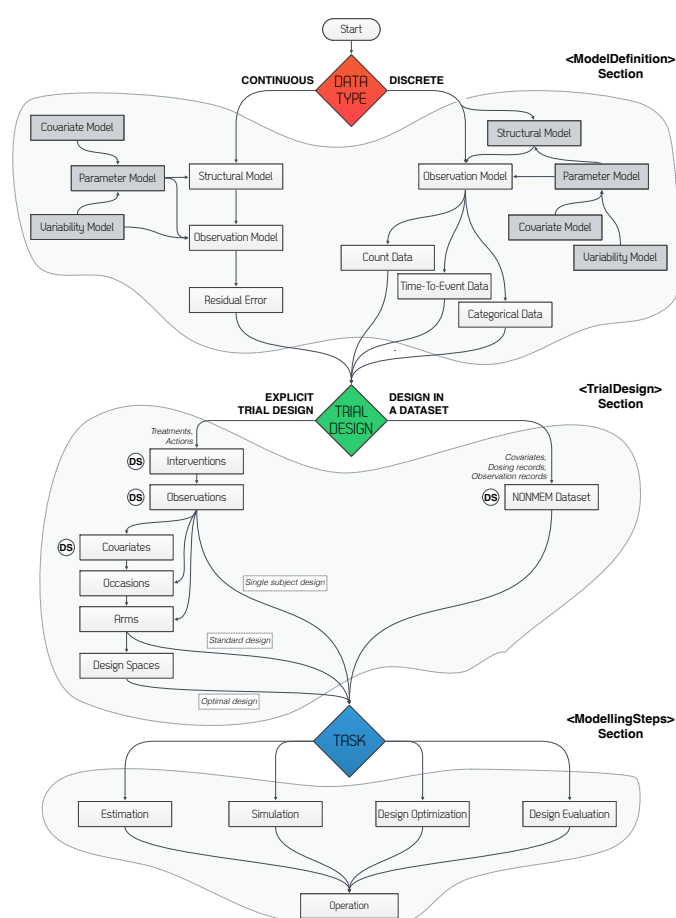 Start
<ModelDefinition>
Section
CONTINUOUS
DATA
TYPE
DISCRETE
Covariate Model
Structural Model
Parameter Model
Structural Model
Observation Model
Parameter Model
Variability Model
Observation Model
Covariate Model
Count Data
Variability Model
Time-To-Event Data
Residual Error
Categorical Data
<TrialDesign>
Section
EXPLICIT
TRIAL DESIGN
TRIAL
DESIGN
DESIGN IN
A DATASET
Treatments,
Actions
DS
Interventions
Covariates,
Dosing records,
Observation records
DS
Observations
DS
NONMEM Dataset
DS
Covariates
Occasions
Single subject design
Arms
Standard design
Design Spaces
Optimal design
<ModellingSteps>
Section
TASK
Estimation
Simulation
Design Optimization
Design Evaluation
Operation